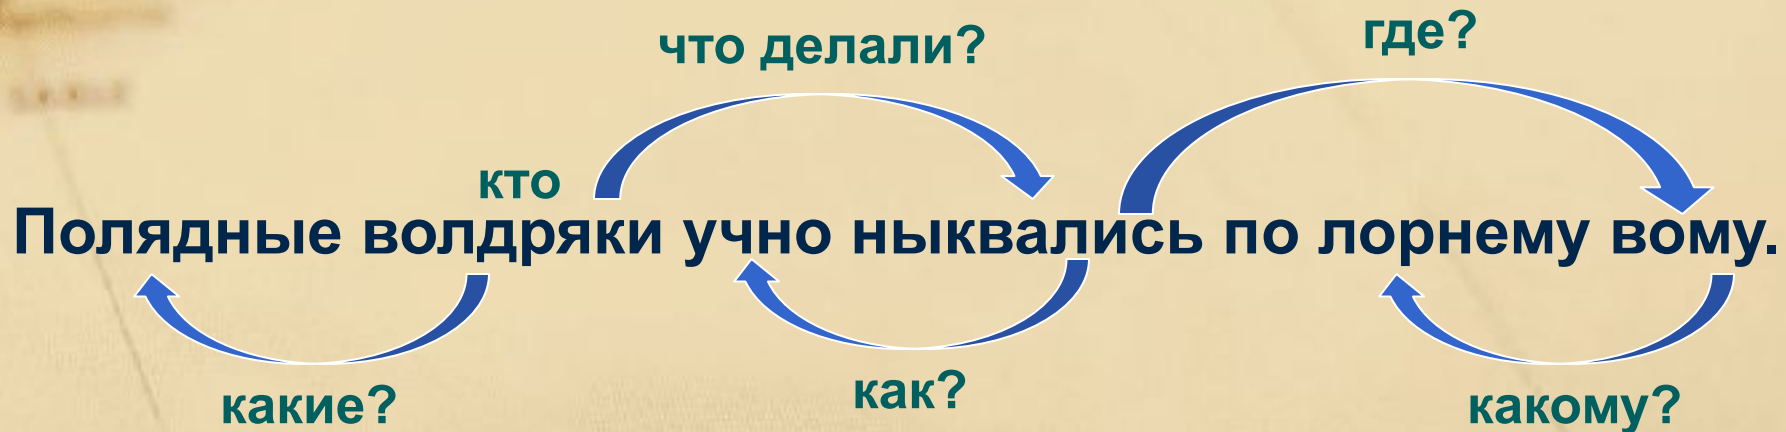 что делали?
где?
кто
Полядные волдряки учно ныквались по лорнему вому.
какие?
как?
какому?